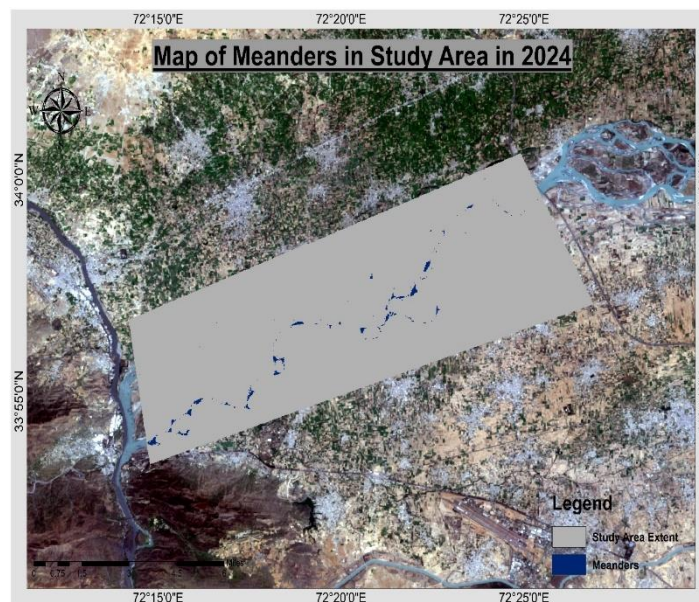 72°15'0"E 72°20'0"E 72°25'0"E
Map of Meanders in Study Area in 2024
N
W
34°0'0"N
33°55'0"N
Legend
Study Area Extent
Meanders
72°15'0"E 72°20'0"E 72°25'0"E